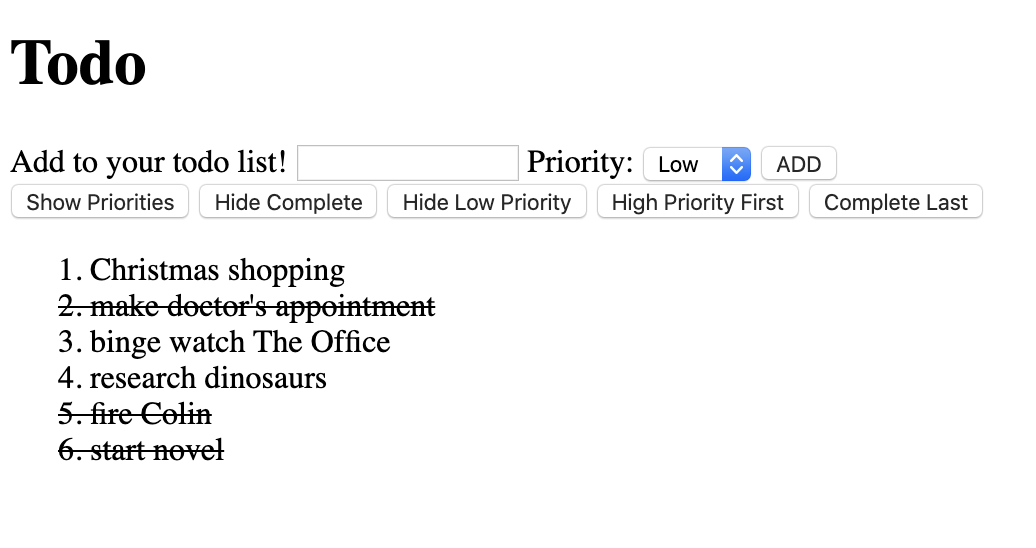 Todo
Add to your todo list! Priority: Low ADD
Show Priorities Hide Complete Hide Low Priority High Priority First Complete Last
1. Christmas shopping
2. make doctor's appointment
3. binge watch The Office
4. research dinosaurs
5. fire Colin
6. start novel